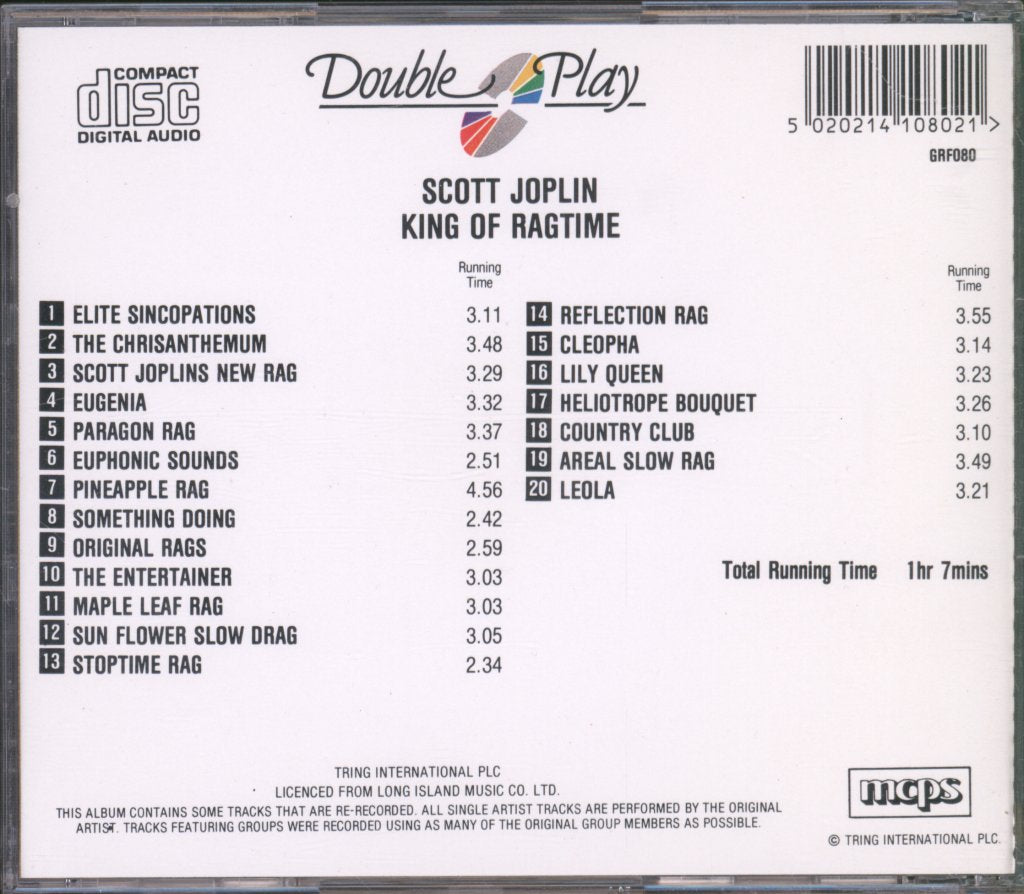 COMPACT
disc
DIGITAL AUDIO
Double Play
5 020214 108021 >
GRF080
SCOTT JOPLIN
KING OF RAGTIME
Running
Time
1 ELITE SINCOPATIONS 3.11
2 THE CHRISANTHEMUM 3.48
3 SCOTT JOPLINS NEW RAG 3.29
4 EUGENIA 3.32
5 PARAGON RAG 3.37
6 EUPHONIC SOUNDS 2.51
7 PINEAPPLE RAG 4.56
8 SOMETHING DOING 2.42
9 ORIGINAL RAGS 2.59
10 THE ENTERTAINER 3.03
11 MAPLE LEAF RAG 3.03
12 SUN FLOWER SLOW DRAG 3.05
13 STOPTIME RAG 2.34
Running
Time
14 REFLECTION RAG 3.55
15 CLEOPHA 3.14
16 LILY QUEEN 3.23
17 HELIOTROPE BOUQUET 3.26
18 COUNTRY CLUB 3.10
19 AREAL SLOW RAG 3.49
20 LEOLA 3.21
Total Running Time 1hr 7mins
TRING INTERNATIONAL PLC
LICENCED FROM LONG ISLAND MUSIC CO. LTD.
THIS ALBUM CONTAINS SOME TRACKS THAT ARE RE-RECORDED. ALL SINGLE ARTIST TRACKS ARE PERFORMED BY THE ORIGINAL
ARTIST. TRACKS FEATURING GROUPS WERE RECORDED USING AS MANY OF THE ORIGINAL GROUP MEMBERS AS POSSIBLE.
mcps
© TRING INTERNATIONAL PLC.